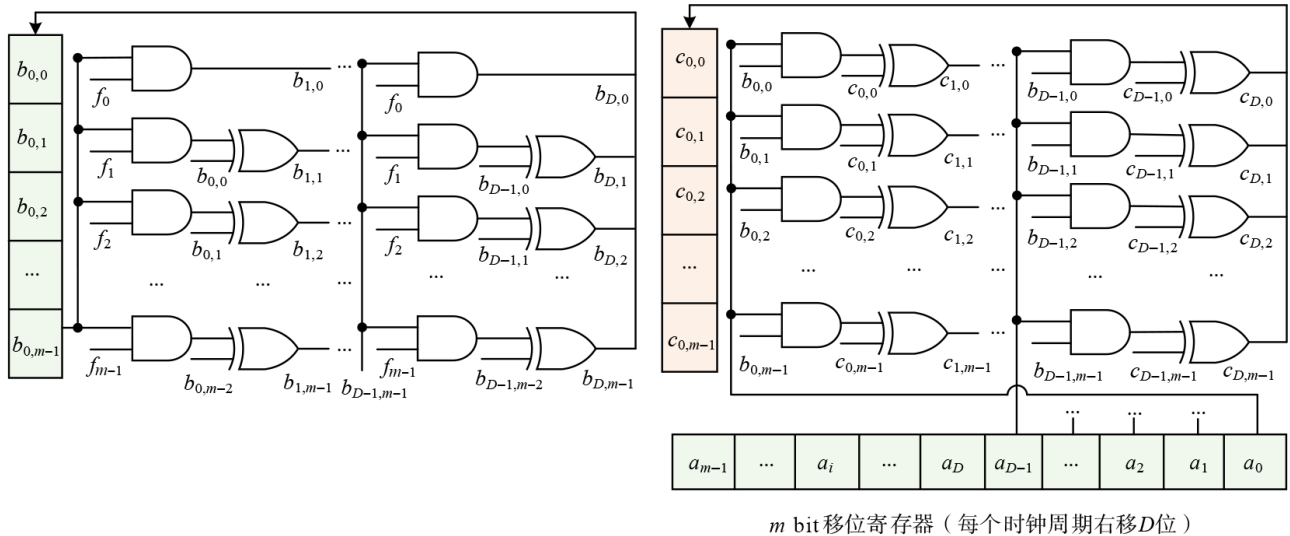 b0,0
b0,1
b0,2
...
b0,m-1
f0
b1,0
...
f0
bD,0
f1
b0,0
b1,1
...
f1
bD-1,0
bD,1
f2
b0,1
b1,2
...
f2
bD-1,1
bD,2
... ... ... ...
fm-1
b0,m-2
b1,m-1
...
bD-1,m-1
fm-1
bD-1,m-2
bD,m-1
c0,0
c0,1
c0,2
...
c0,m-1
b0,0
c0,0
c1,0
...
bD-1,0
cD-1,0
cD,0
b0,1
c0,1
c1,1
...
bD-1,1
cD-1,1
cD,1
b0,2
c0,2
c1,2
...
bD-1,2
cD-1,2
cD,2
... ... ... ... ...
b0,m-1
c0,m-1
c1,m-1
...
bD-1,m-1
cD-1,m-1
cD,m-1
... ... ...
am-1 ... ai ... aD aD-1 ... a2 a1 a0
m bit移位寄存器（每个时钟周期右移D位）